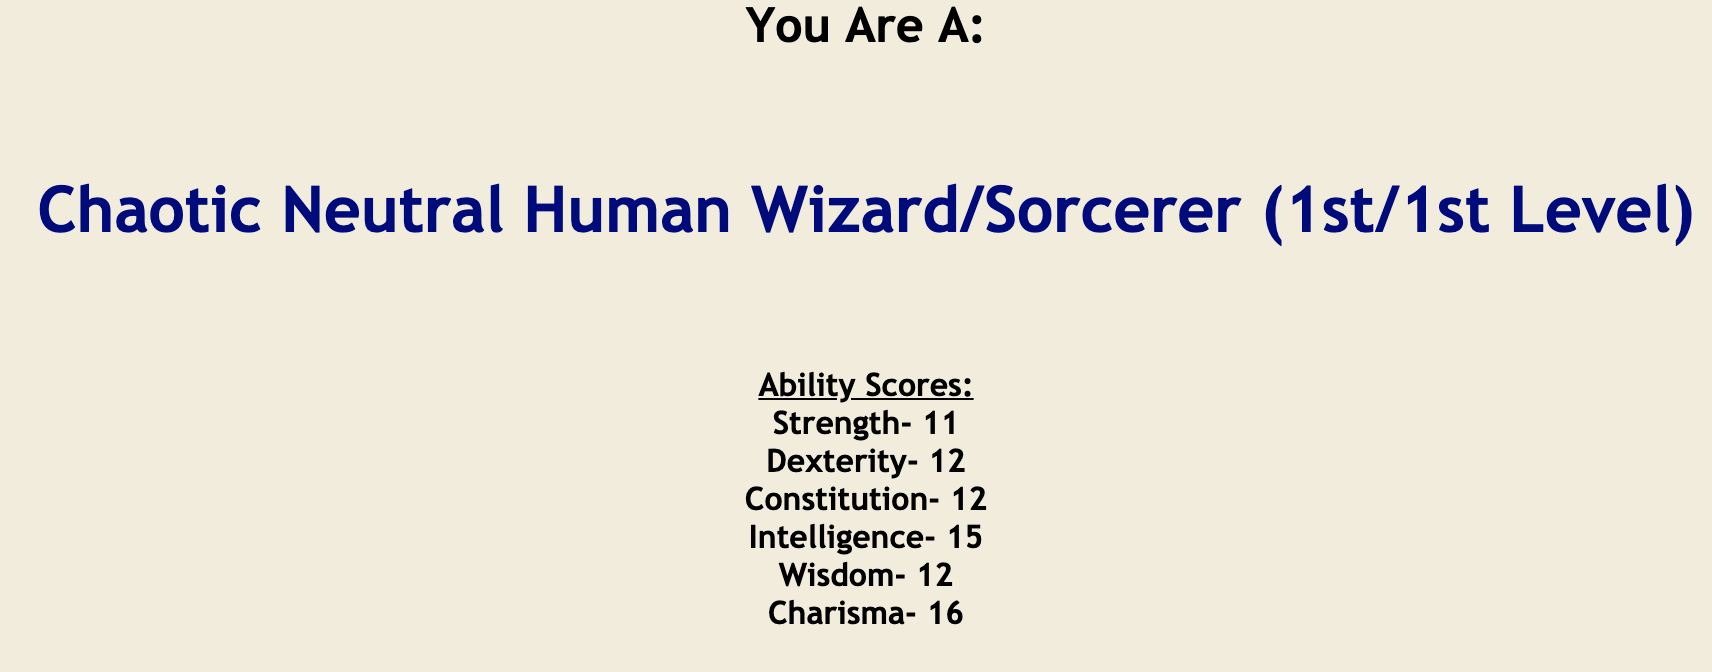 You Are A:
Chaotic Neutral Human Wizard/Sorcerer (1st/1st Level)
Ability Scores:
Strength- 11
Dexterity- 12
Constitution- 12
Intelligence- 15
Wisdom- 12
Charisma- 16